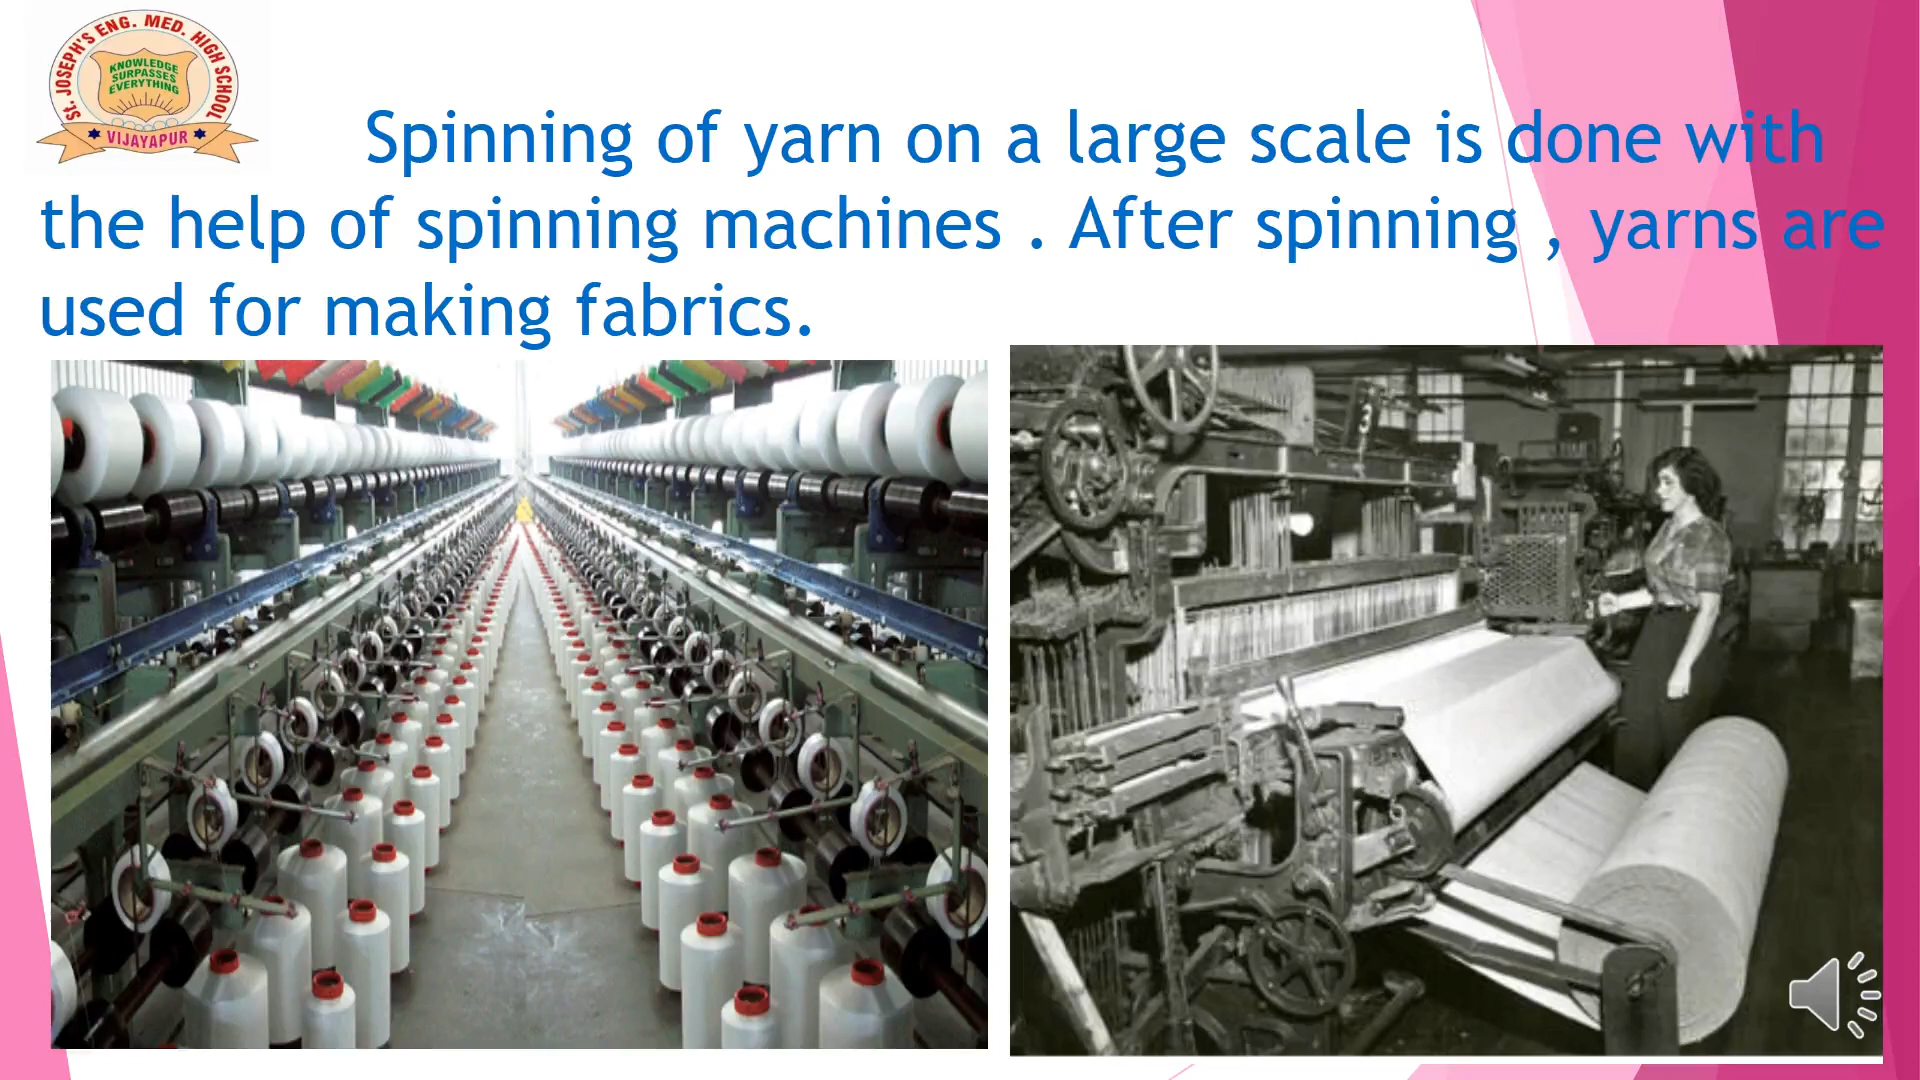 St. JOSEPH'S ENG. MED. HIGH SCHOOL
KNOWLEDGE
SURPASSES
EVERYTHING
VIJAYAPUR
Spinning of yarn on a large scale is done with
the help of spinning machines . After spinning , yarns are
used for making fabrics.
3